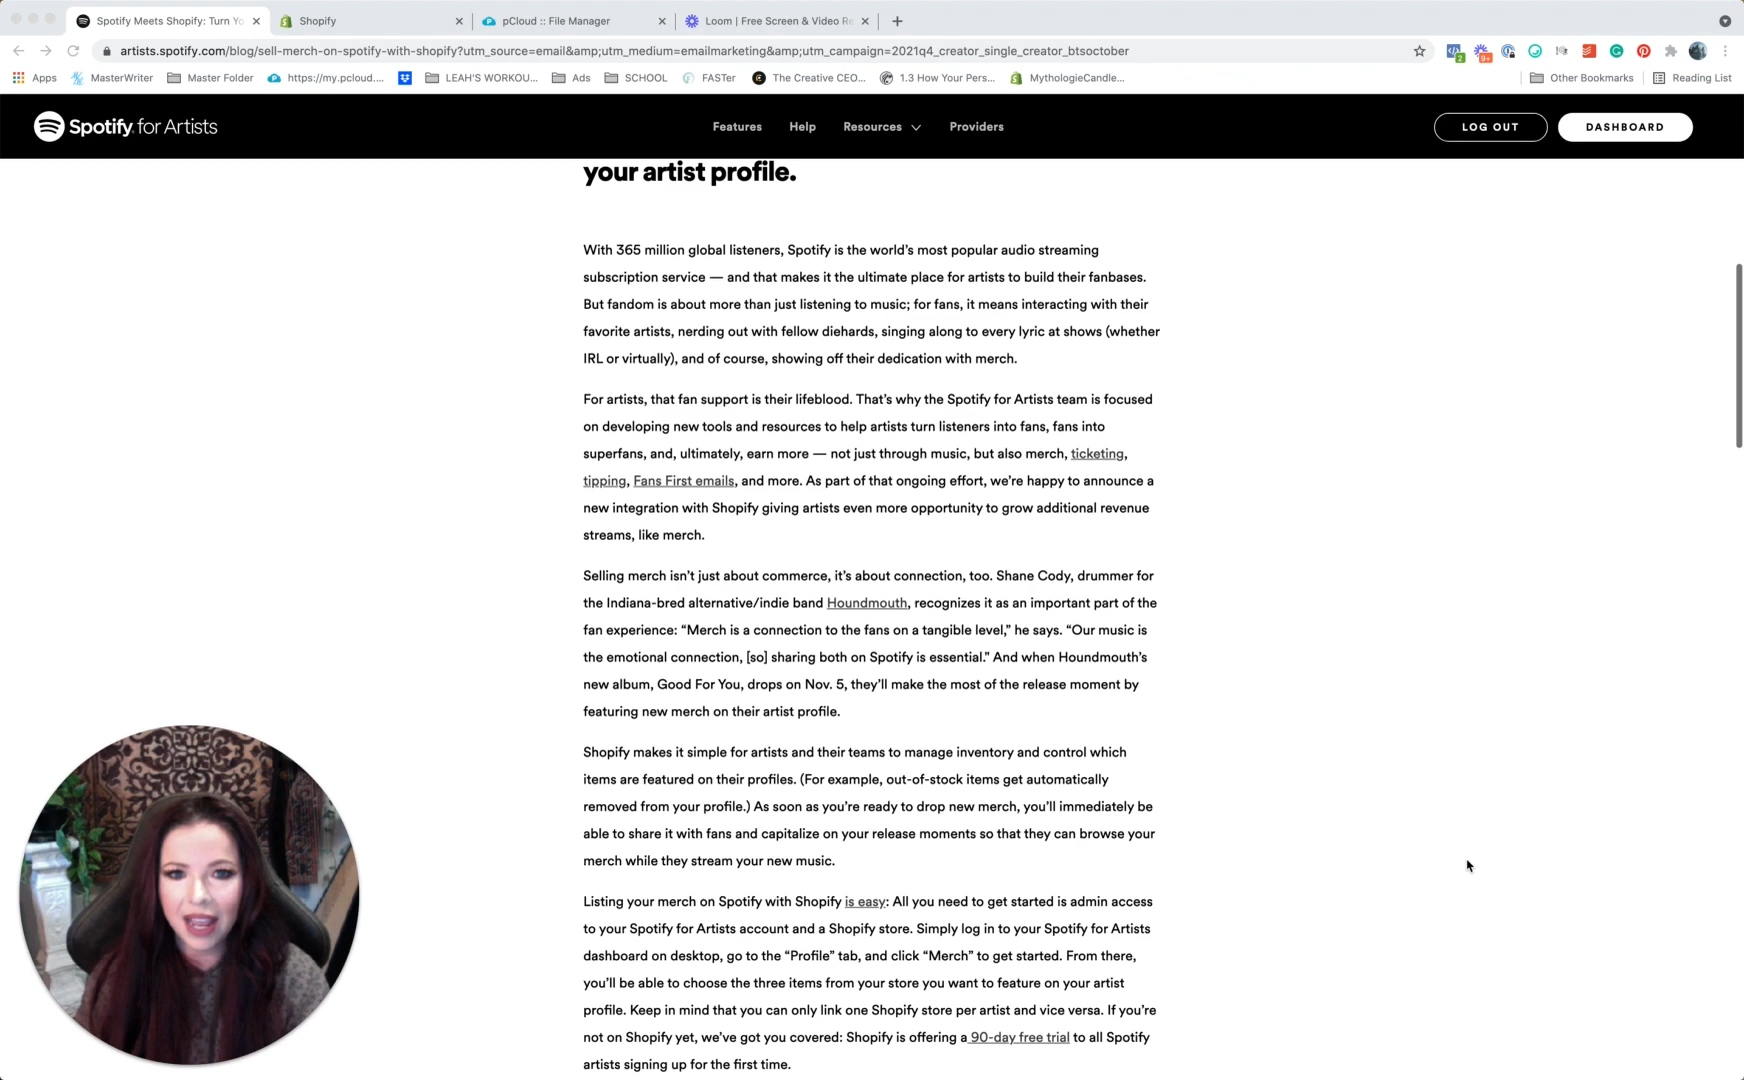 Spotify Meets Shopify: Turn Yo
Shopify
pCloud :: File Manager
Loom | Free Screen & Video Re
artists.spotify.com/blog/sell-merch-on-spotify-with-shopify?utm_source=email&amp;utm_medium=emailmarketing&amp;utm_campaign=2021q4_creator_single_creator_btsoctober
2
9+
Apps
MasterWriter
Master Folder
https://my.pcloud....
LEAH'S WORKOU...
Ads
SCHOOL
FASTer
The Creative CEO...
1.3 How Your Pers...
MythologieCandle...
Other Bookmarks
Reading List
Spotify for Artists
Features
Help
Resources
Providers
LOG OUT
DASHBOARD
your artist profile.
With 365 million global listeners, Spotify is the world's most popular audio streaming
subscription service — and that makes it the ultimate place for artists to build their fanbases.
But fandom is about more than just listening to music; for fans, it means interacting with their
favorite artists, nerding out with fellow diehards, singing along to every lyric at shows (whether
IRL or virtually), and of course, showing off their dedication with merch.
For artists, that fan support is their lifeblood. That's why the Spotify for Artists team is focused
on developing new tools and resources to help artists turn listeners into fans, fans into
superfans, and, ultimately, earn more — not just through music, but also merch, ticketing,
tipping, Fans First emails, and more. As part of that ongoing effort, we're happy to announce a
new integration with Shopify giving artists even more opportunity to grow additional revenue
streams, like merch.
Selling merch isn't just about commerce, it's about connection, too. Shane Cody, drummer for
the Indiana-bred alternative/indie band Houndmouth, recognizes it as an important part of the
fan experience: “Merch is a connection to the fans on a tangible level,” he says. “Our music is
the emotional connection, [so] sharing both on Spotify is essential." And when Houndmouth's
new album, Good For You, drops on Nov. 5, they'll make the most of the release moment by
featuring new merch on their artist profile.
Shopify makes it simple for artists and their teams to manage inventory and control which
items are featured on their profiles. (For example, out-of-stock items get automatically
removed from your profile.) As soon as you're ready to drop new merch, you'll immediately be
able to share it with fans and capitalize on your release moments so that they can browse your
merch while they stream your new music.
Listing your merch on Spotify with Shopify is easy: All you need to get started is admin access
to your Spotify for Artists account and a Shopify store. Simply log in to your Spotify for Artists
dashboard on desktop, go to the “Profile” tab, and click “Merch” to get started. From there,
you'll be able to choose the three items from your store you want to feature on your artist
profile. Keep in mind that you can only link one Shopify store per artist and vice versa. If you're
not on Shopify yet, we've got you covered: Shopify is offering a 90-day free trial to all Spotify
artists signing up for the first time.